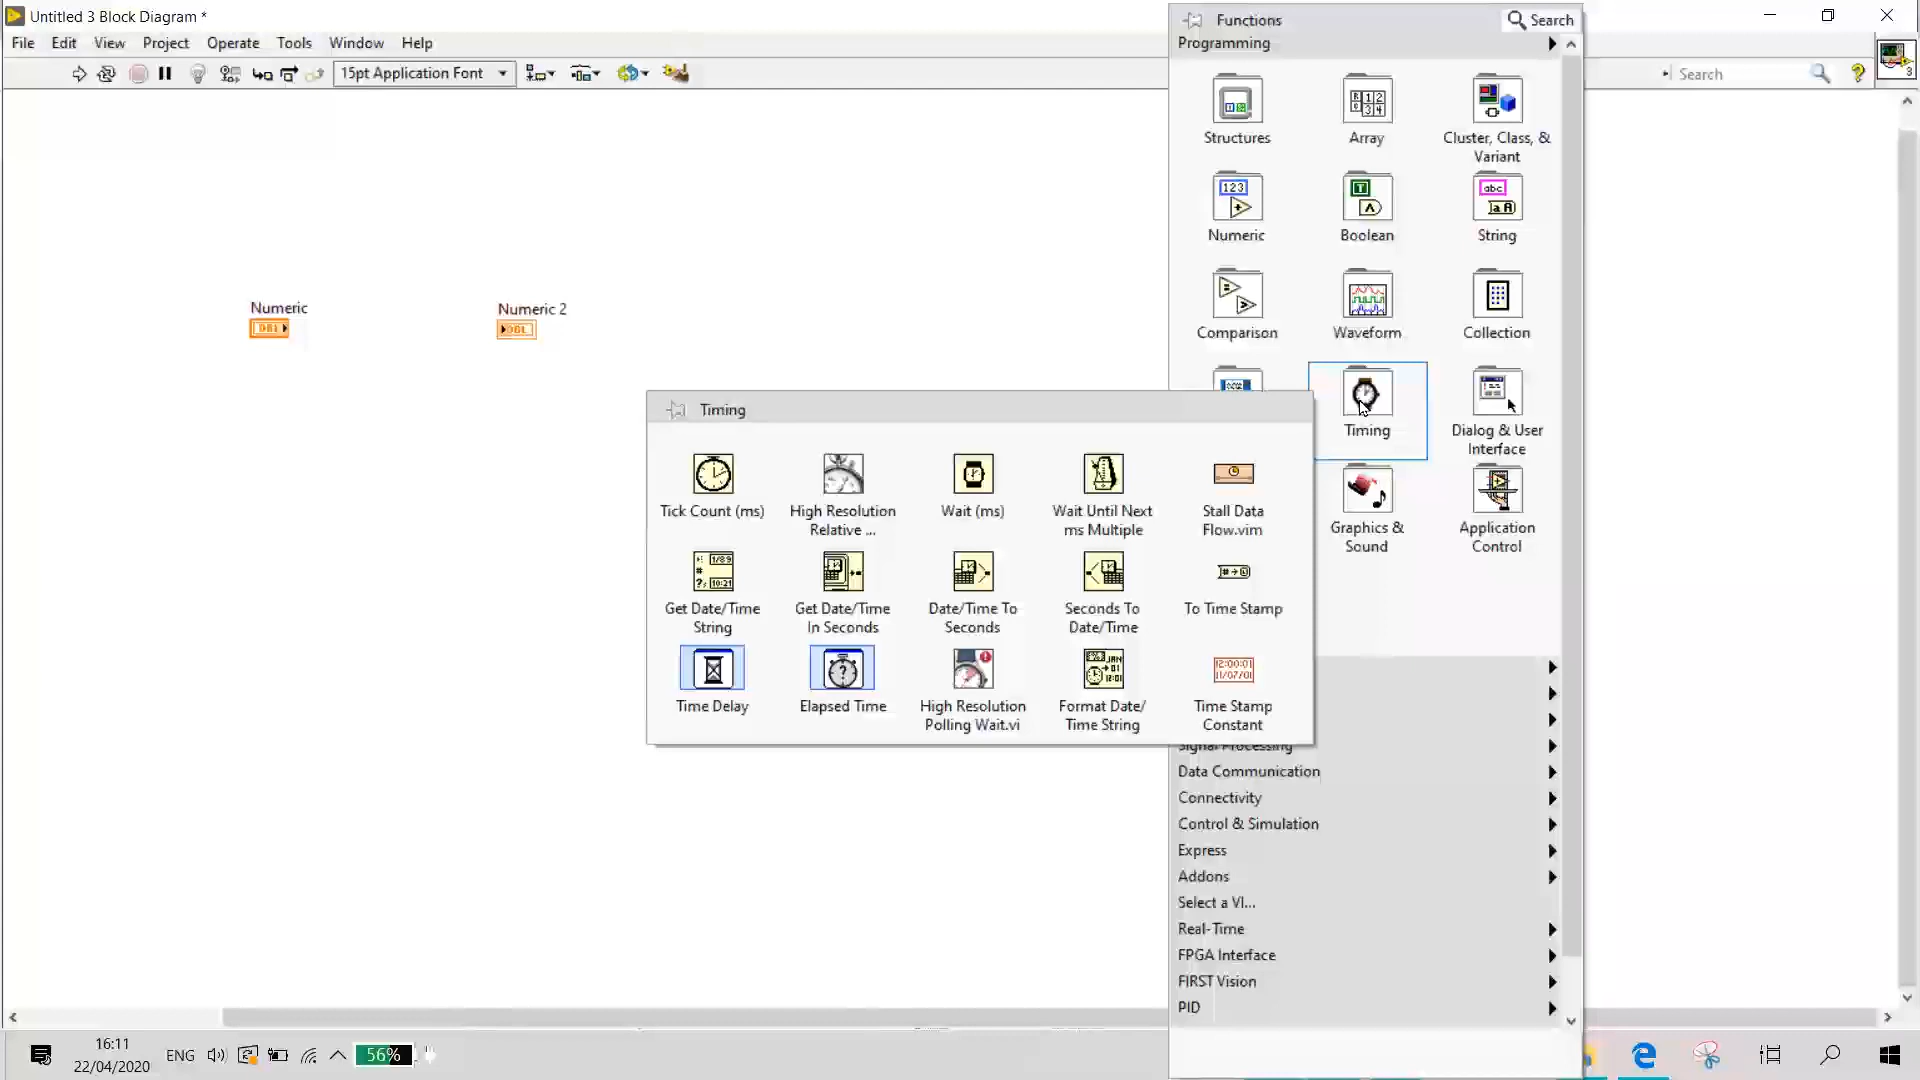 Untitled 3 Block Diagram *
File Edit View Project Operate Tools Window Help
15pt Application Font
Search
3
Functions
Search
Programming
Structures
Array
Cluster, Class, &
Variant
Numeric
Boolean
String
Comparison
Waveform
Collection
Timing
Dialog & User
Interface
Graphics &
Sound
Application
Control
Numeric
DBL
Numeric 2
DBL
Timing
Tick Count (ms)
High Resolution
Relative ...
Wait (ms)
Wait Until Next
ms Multiple
Stall Data
Flow.vim
Get Date/Time
String
Get Date/Time
In Seconds
Date/Time To
Seconds
Seconds To
Date/Time
To Time Stamp
Time Delay
Elapsed Time
High Resolution
Polling Wait.vi
Format Date/
Time String
Time Stamp
Constant
Signal Processing
Data Communication
Connectivity
Control & Simulation
Express
Addons
Select a VI...
Real-Time
FPGA Interface
FIRST Vision
PID
16:11
22/04/2020
ENG
56%